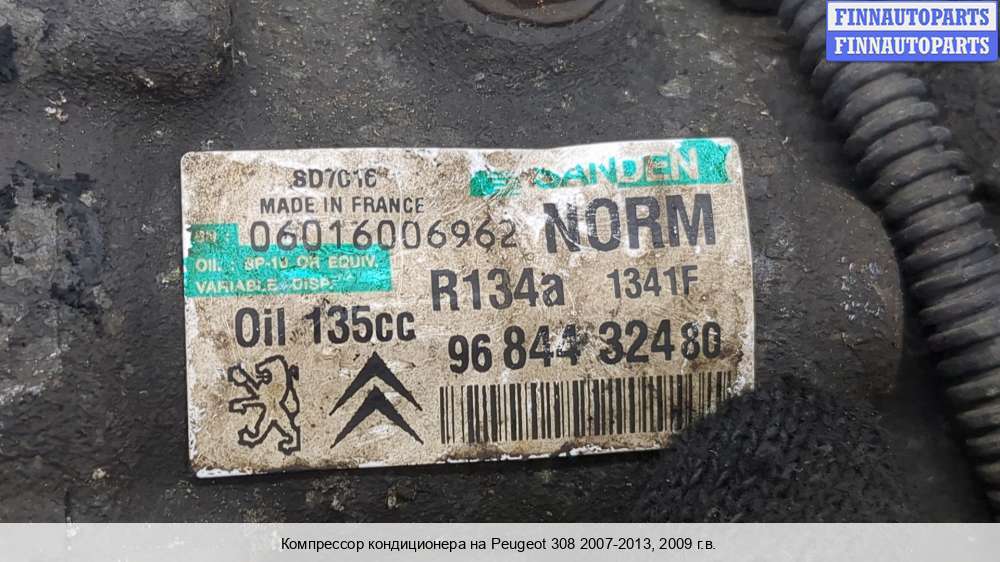 FINNAUTOPARTS
FINNAUTOPARTS
SANDEN
SD7C16
MADE IN FRANCE
SN 06016006962 NORM
OIL : SP-10 OR EQUIV.
VARIABLE DISP.
R134a 1341F
Oil 135cc
96 844 324 80
Компрессор кондиционера на Peugeot 308 2007-2013, 2009 г.в.